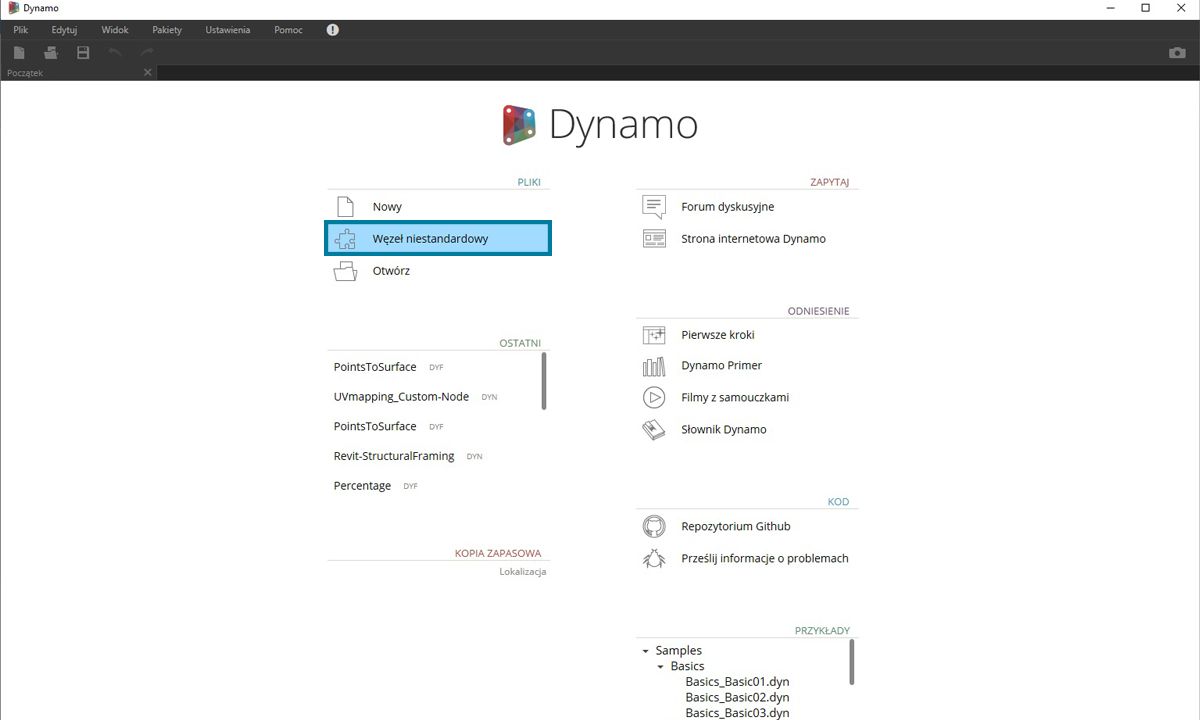 Dynamo
Plik Edytuj Widok Pakiety Ustawienia Pomoc
Początek
Dynamo
PLIKI
Nowy
Węzeł niestandardowy
Otwórz
OSTATNI
PointsToSurface DYF
UVmapping_Custom-Node DYN
PointsToSurface DYF
Revit-StructuralFraming DYN
Percentage DYF
KOPIA ZAPASOWA
Lokalizacja
ZAPYTAJ
Forum dyskusyjne
Strona internetowa Dynamo
ODNIESIENIE
Pierwsze kroki
Dynamo Primer
Filmy z samouczkami
Słownik Dynamo
KOD
Repozytorium Github
Prześlij informacje o problemach
PRZYKŁADY
Samples
Basics
Basics_Basic01.dyn
Basics_Basic02.dyn
Basics_Basic03.dyn